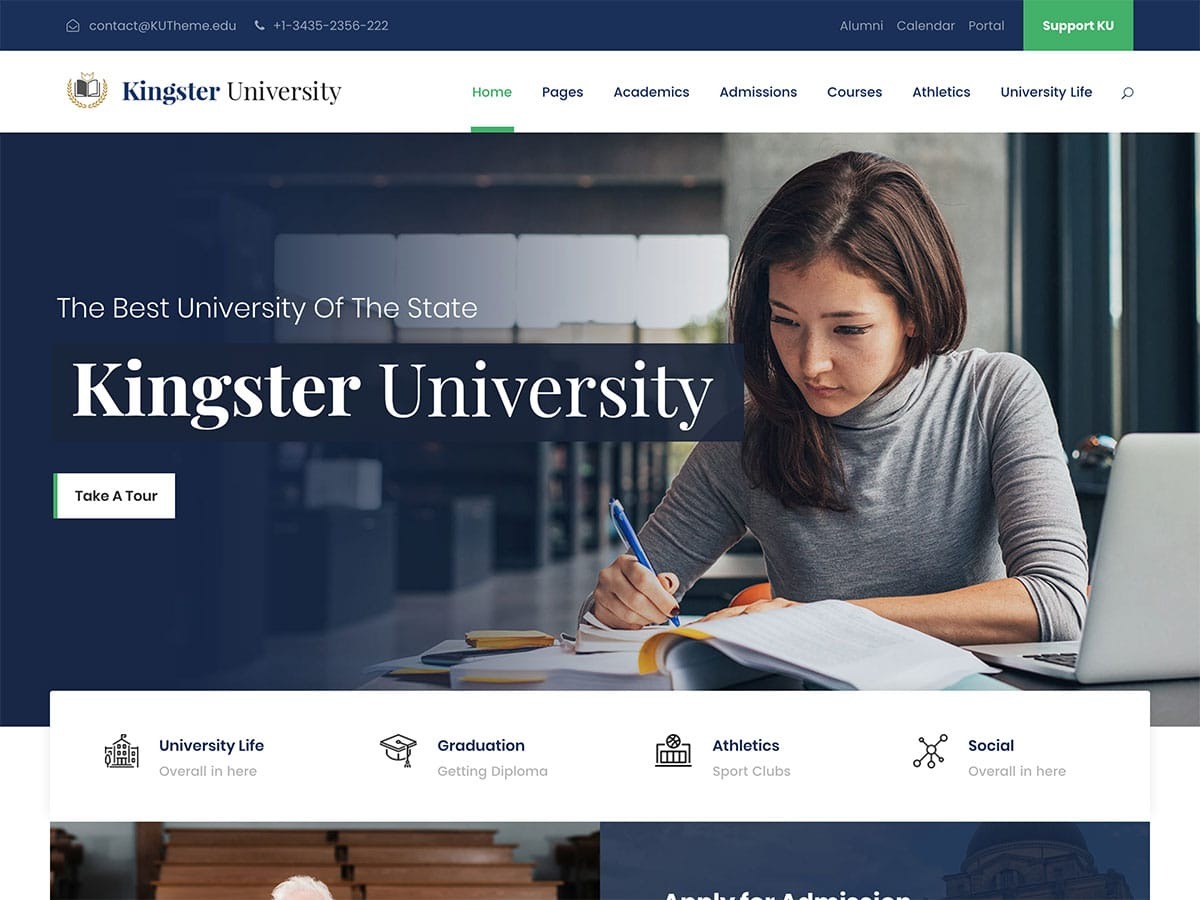 contact@KUTheme.edu +1-3435-2356-222 Alumni Calendar Portal Support KU
Kingster University Home Pages Academics Admissions Courses Athletics University Life
The Best University Of The State
Kingster University
Take A Tour
University Life Graduation Athletics Social
Overall in here Getting Diploma Sport Clubs Overall in here
Apply for Admission